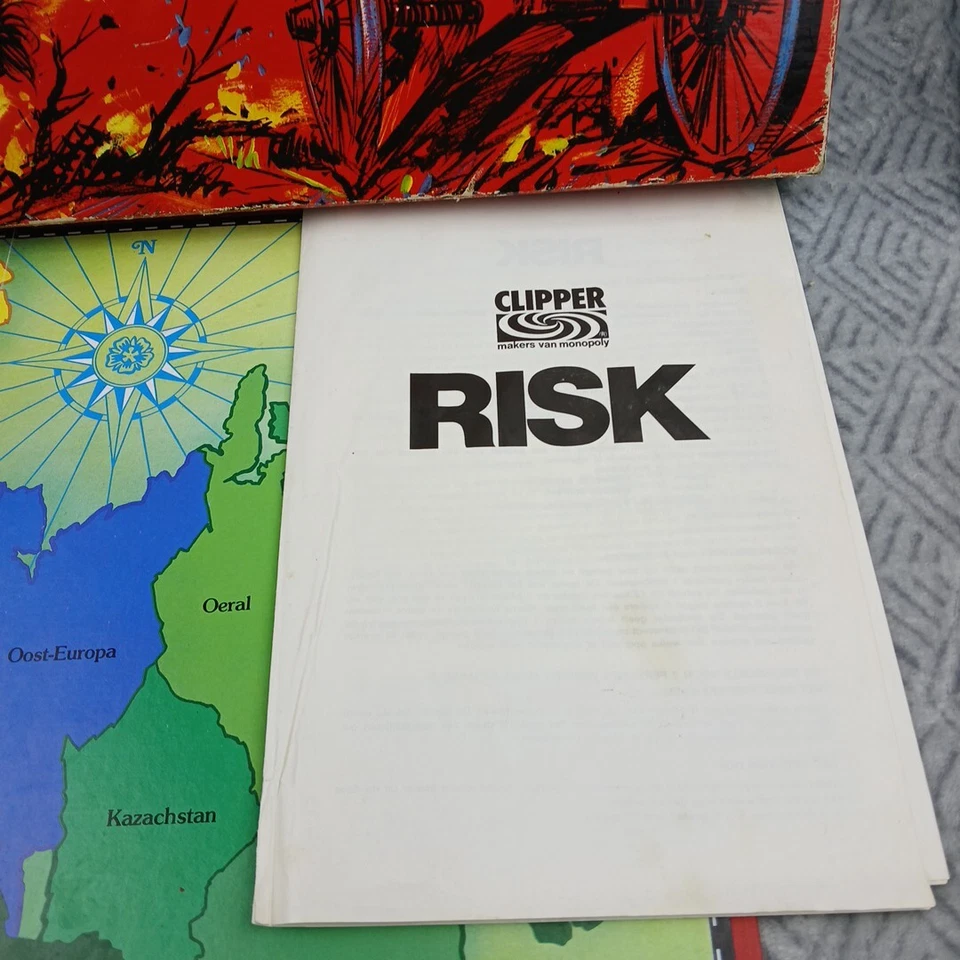 N
CLIPPER
makers van monopoly
RISK
Oeral
Oost-Europa
Kazachstan